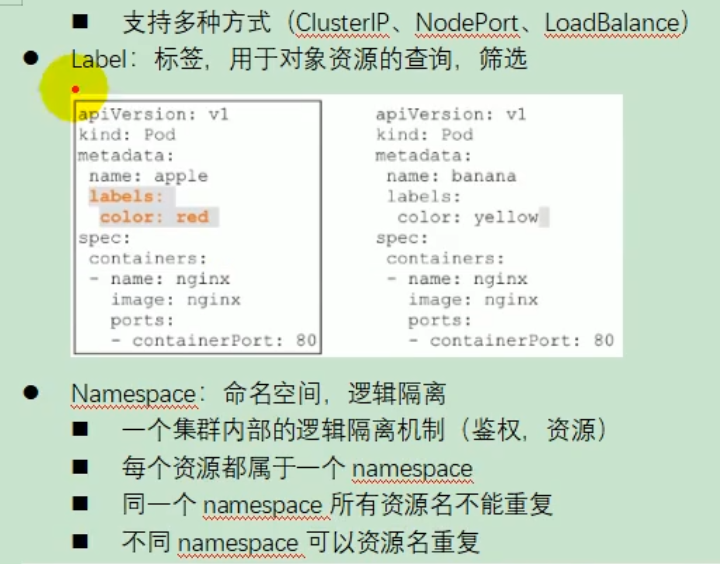 ■ 支持多种方式（ClusterIP、NodePort、LoadBalance）
● Label：标签，用于对象资源的查询，筛选
apiVersion: v1
kind: Pod
metadata:
 name: apple
 labels:
  color: red
spec:
 containers:
 - name: nginx
   image: nginx
   ports:
   - containerPort: 80
apiVersion: v1
kind: Pod
metadata:
 name: banana
 labels:
  color: yellow
spec:
 containers:
 - name: nginx
   image: nginx
   ports:
   - containerPort: 80
● Namespace：命名空间，逻辑隔离
■ 一个集群内部的逻辑隔离机制（鉴权，资源）
■ 每个资源都属于一个 namespace
■ 同一个 namespace 所有资源名不能重复
■ 不同 namespace 可以资源名重复